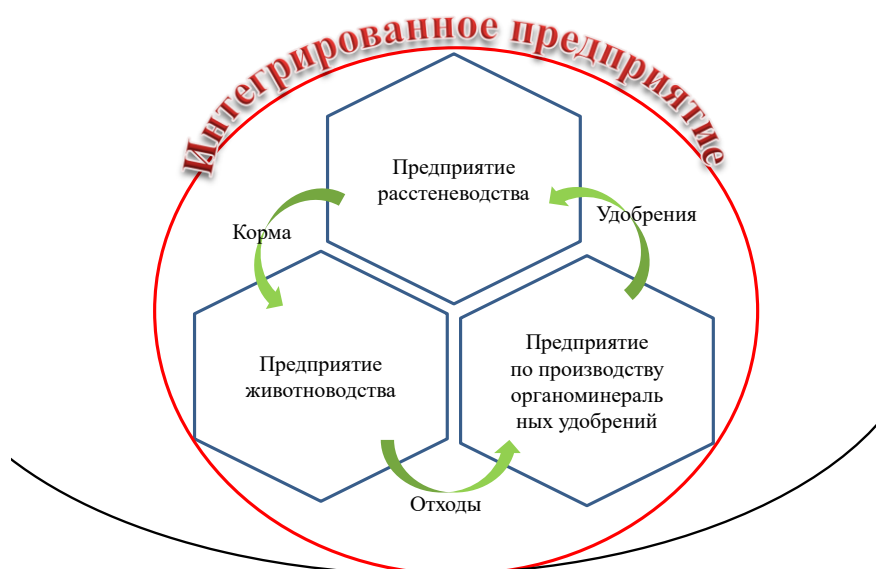 Интегрированное предприятие
Предприятие
расстеневодства
Корма
Удобрения
Предприятие
животноводства
Предприятие
по производству
органоминераль
ных удобрений
Отходы